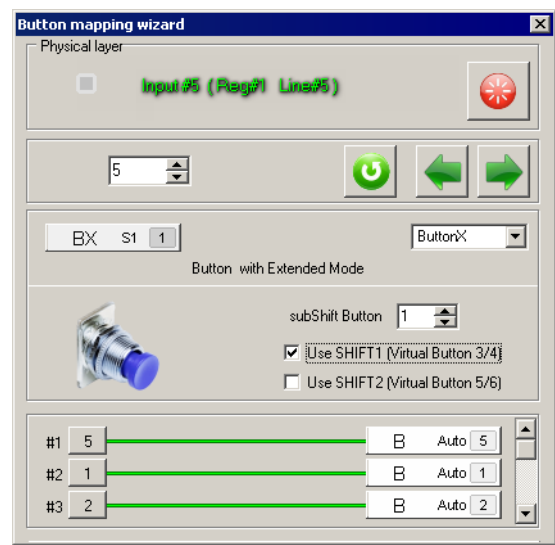 Button mapping wizard
Physical layer
Input #5 (Reg#1 Line#5)
5
BX S1 1
ButtonX
Button with Extended Mode
subShift Button 1
Use SHIFT1 (Virtual Button 3/4)
Use SHIFT2 (Virtual Button 5/6)
#1 5 B Auto 5
#2 1 B Auto 1
#3 2 B Auto 2